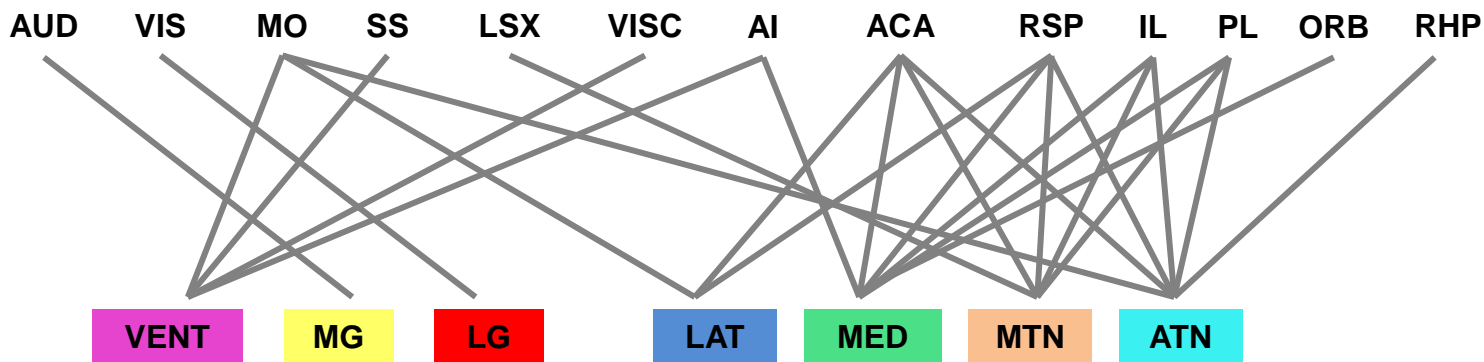 AUD VIS MO SS LSX VISC AI ACA RSP IL PL ORB RHP
VENT MG LG LAT MED MTN ATN